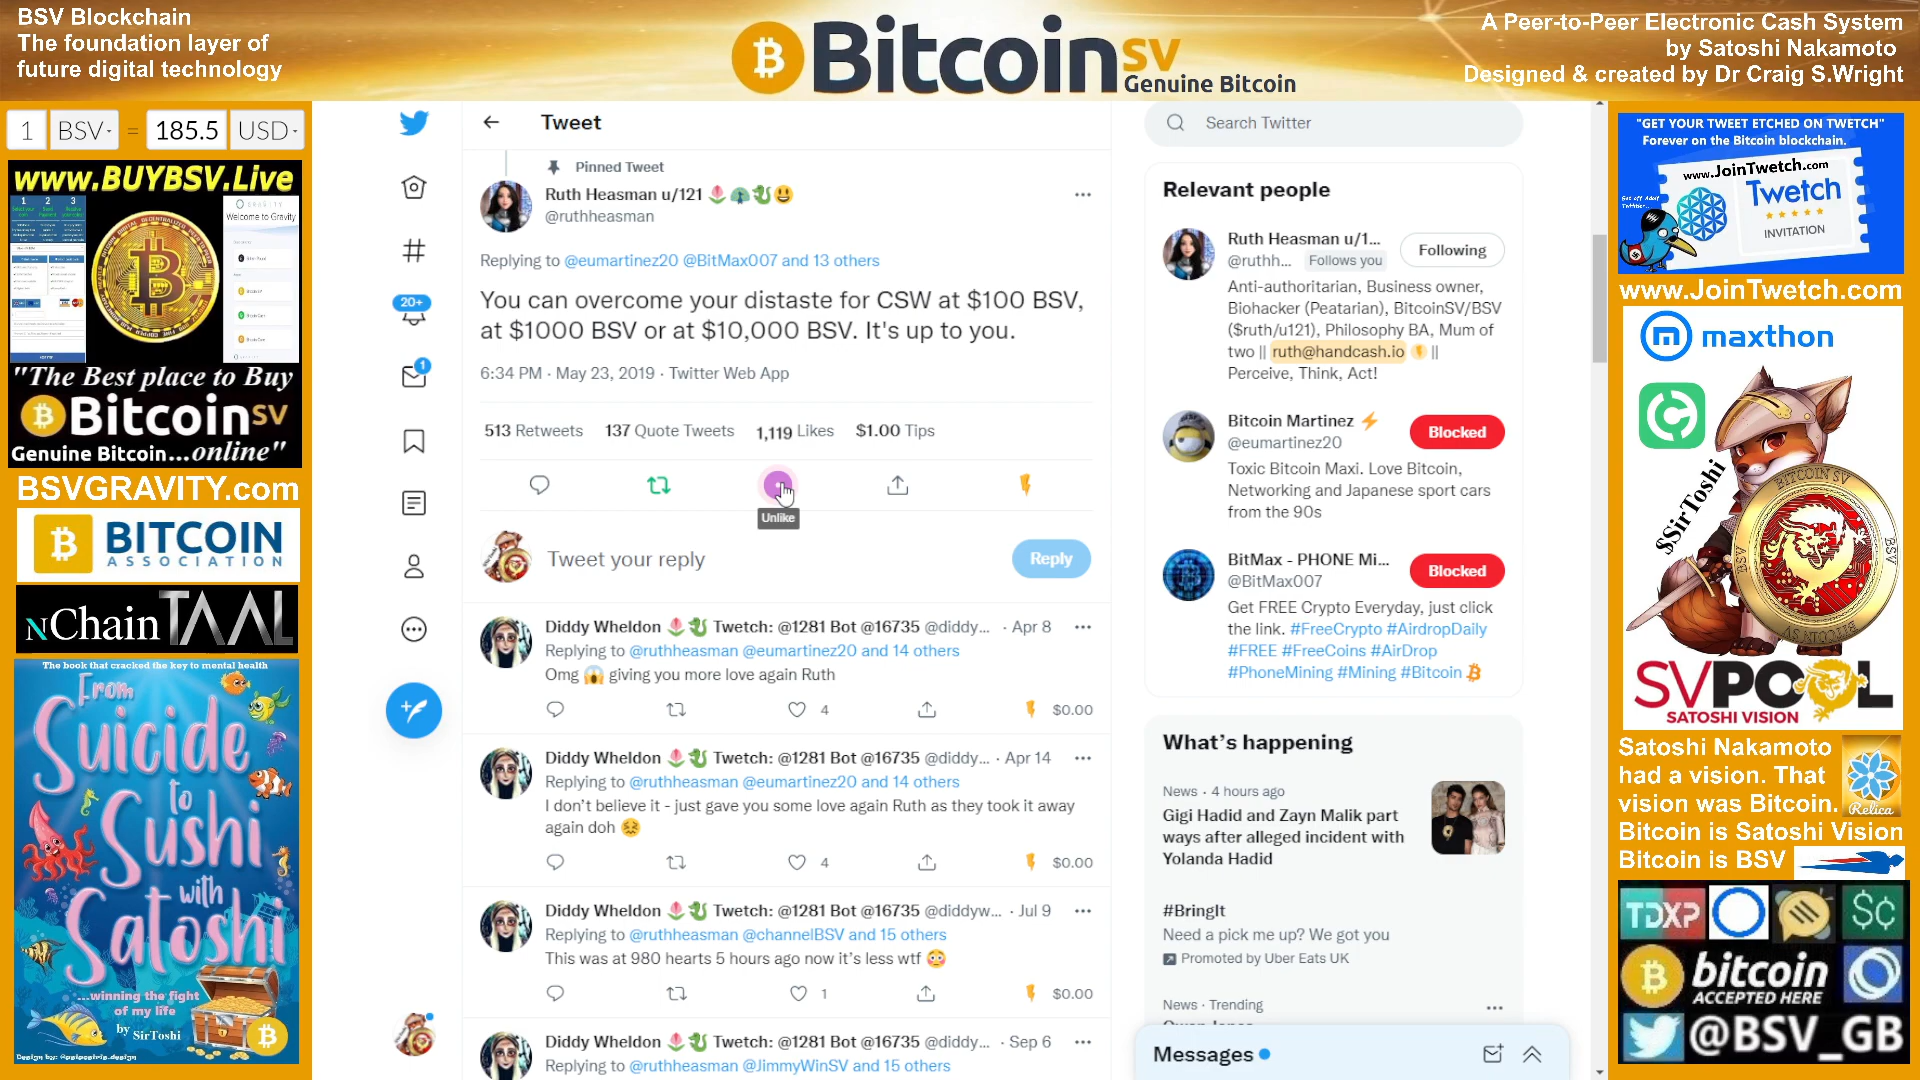 BSV Blockchain
The foundation layer of
future digital technology
Bitcoin SV
Genuine Bitcoin
A Peer-to-Peer Electronic Cash System
by Satoshi Nakamoto
Designed & created by Dr Craig S.Wright
1 BSV = 185.5 USD
www.BUYBSV.Live
Welcome to Gravity
"The Best place to Buy
Bitcoin SV
Genuine Bitcoin...online"
BSVGRAVITY.com
BITCOIN
ASSOCIATION
nChain TAAL
The book that cracked the key to mental health
From
Suicide
to
Sushi
with
Satoshi
...winning the fight
of my life
by SirToshi
Tweet
Pinned Tweet
Ruth Heasman u/121
@ruthheasman
Replying to @eumartinez20 @BitMax007 and 13 others
You can overcome your distaste for CSW at $100 BSV,
at $1000 BSV or at $10,000 BSV. It's up to you.
6:34 PM · May 23, 2019 · Twitter Web App
513 Retweets 137 Quote Tweets 1,119 Likes $1.00 Tips
Unlike
Tweet your reply
Reply
20+
1
Diddy Wheldon Twetch: @1281 Bot @16735 @diddy... · Apr 8
Replying to @ruthheasman @eumartinez20 and 14 others
Omg 😱 giving you more love again Ruth
4 $0.00
Diddy Wheldon Twetch: @1281 Bot @16735 @diddy... · Apr 14
Replying to @ruthheasman @eumartinez20 and 14 others
I don't believe it - just gave you some love again Ruth as they took it away
again doh 😖
4 $0.00
Diddy Wheldon Twetch: @1281 Bot @16735 @diddyw... · Jul 9
Replying to @ruthheasman @channelBSV and 15 others
This was at 980 hearts 5 hours ago now it's less wtf 😳
1 $0.00
Diddy Wheldon Twetch: @1281 Bot @16735 @diddy... · Sep 6
Replying to @ruthheasman @JimmyWinSV and 15 others
Search Twitter
Relevant people
Ruth Heasman u/1...
@ruthh... Follows you
Following
Anti-authoritarian, Business owner,
Biohacker (Peatarian), BitcoinSV/BSV
($ruth/u121), Philosophy BA, Mum of
two || ruth@handcash.io ||
Perceive, Think, Act!
Bitcoin Martinez ⚡
@eumartinez20
Blocked
Toxic Bitcoin Maxi. Love Bitcoin,
Networking and Japanese sport cars
from the 90s
BitMax - PHONE Mi...
@BitMax007
Blocked
Get FREE Crypto Everyday, just click
the link. #FreeCrypto #AirdropDaily
#FREE #FreeCoins #AirDrop
#PhoneMining #Mining #Bitcoin
What's happening
News · 4 hours ago
Gigi Hadid and Zayn Malik part
ways after alleged incident with
Yolanda Hadid
#BringIt
Need a pick me up? We got you
Promoted by Uber Eats UK
News · Trending
Messages
"GET YOUR TWEET ETCHED ON TWETCH"
Forever on the Bitcoin blockchain.
www.JoinTwetch.com
Twetch
INVITATION
www.JoinTwetch.com
maxthon
$SirToshi
BITCOIN SV
SVPOOL
SATOSHI VISION
Satoshi Nakamoto
had a vision. That
vision was Bitcoin.
Relica
Bitcoin is Satoshi Vision
Bitcoin is BSV
TDXP
bitcoin
ACCEPTED HERE
@BSV_GB